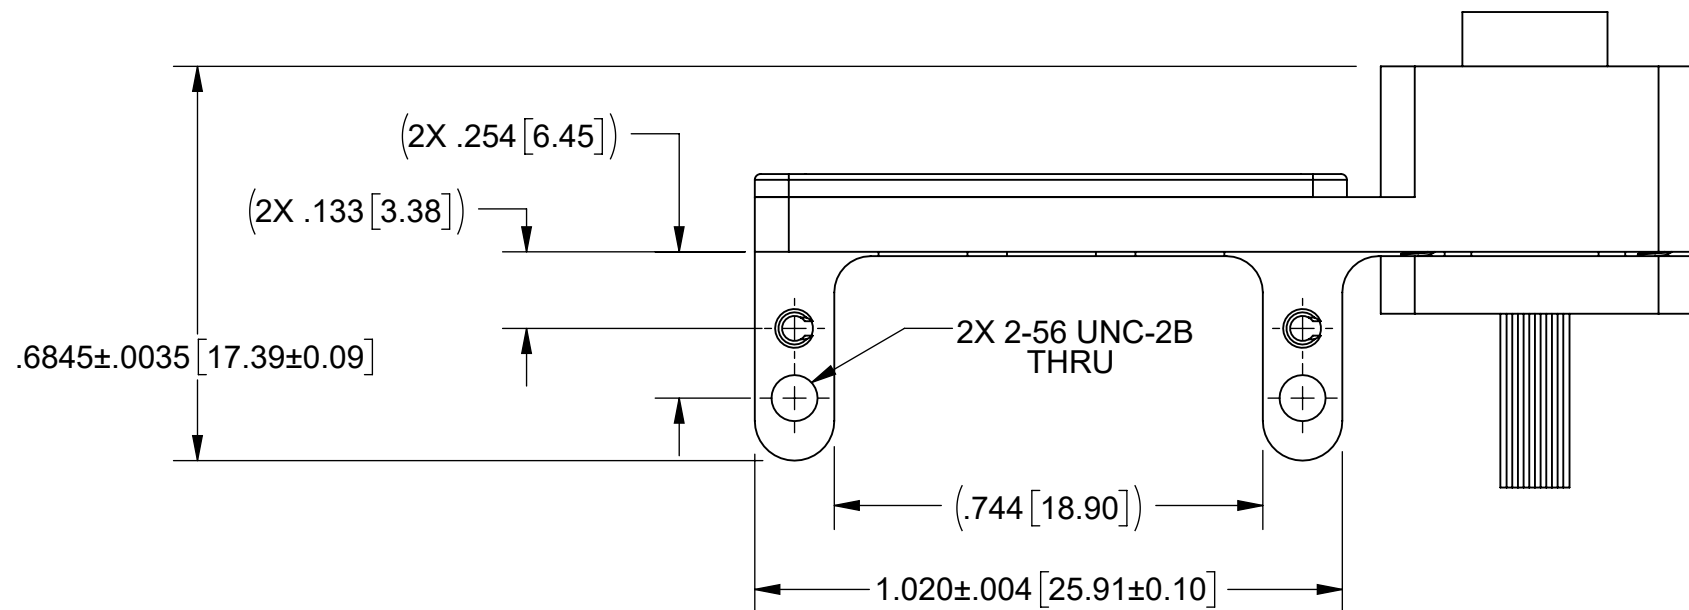 (2X .254[6.45])
(2X .133[3.38])
2X 2-56 UNC-2B
THRU
.6845±.0035[17.39±0.09]
(.744[18.90])
1.020±.004[25.91±0.10]